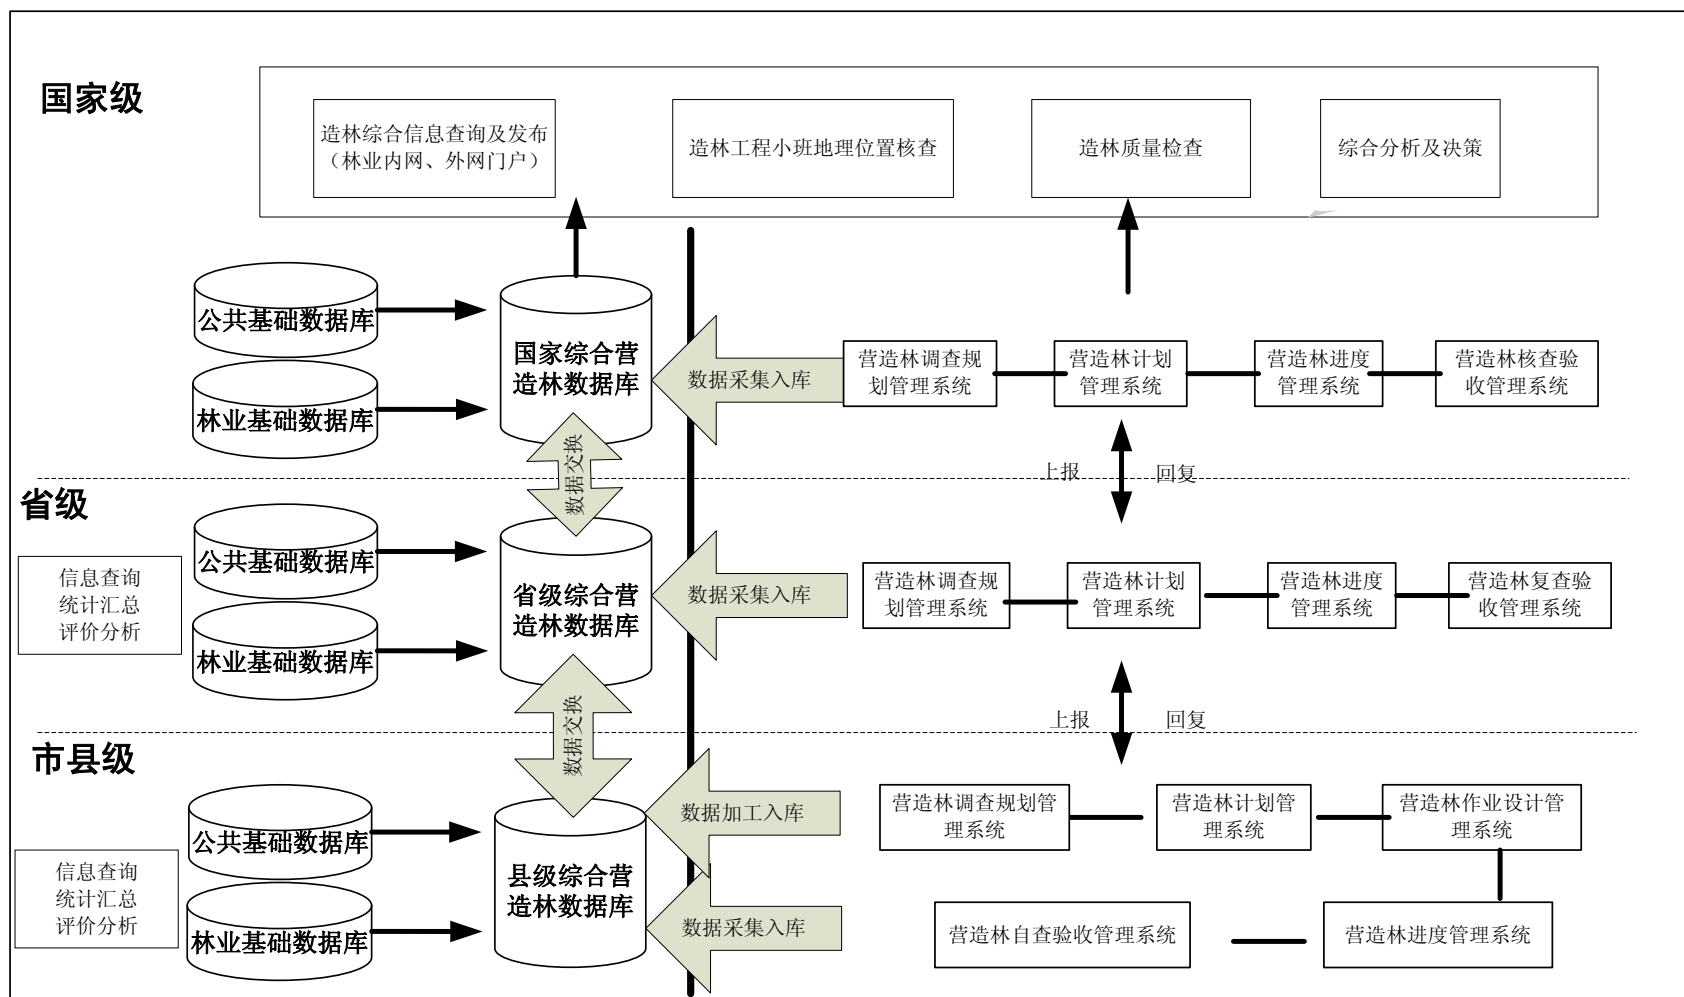 国家级
造林综合信息查询及发布
（林业内网、外网门户）
造林工程小班地理位置核查
造林质量检查
综合分析及决策
公共基础数据库
林业基础数据库
国家综合营
造林数据库
数据采集入库
营造林调查规
划管理系统
营造林计划
管理系统
营造林进度
管理系统
营造林核查验
收管理系统
数据交换
上报
回复
省级
信息查询
统计汇总
评价分析
公共基础数据库
林业基础数据库
省级综合营
造林数据库
数据采集入库
营造林调查规
划管理系统
营造林计划
管理系统
营造林进度
管理系统
营造林复查验
收管理系统
数据交换
上报
回复
市县级
信息查询
统计汇总
评价分析
公共基础数据库
林业基础数据库
县级综合营
造林数据库
数据加工入库
数据采集入库
营造林调查规划管
理系统
营造林计划管
理系统
营造林作业设计管
理系统
营造林自查验收管理系统
营造林进度管理系统